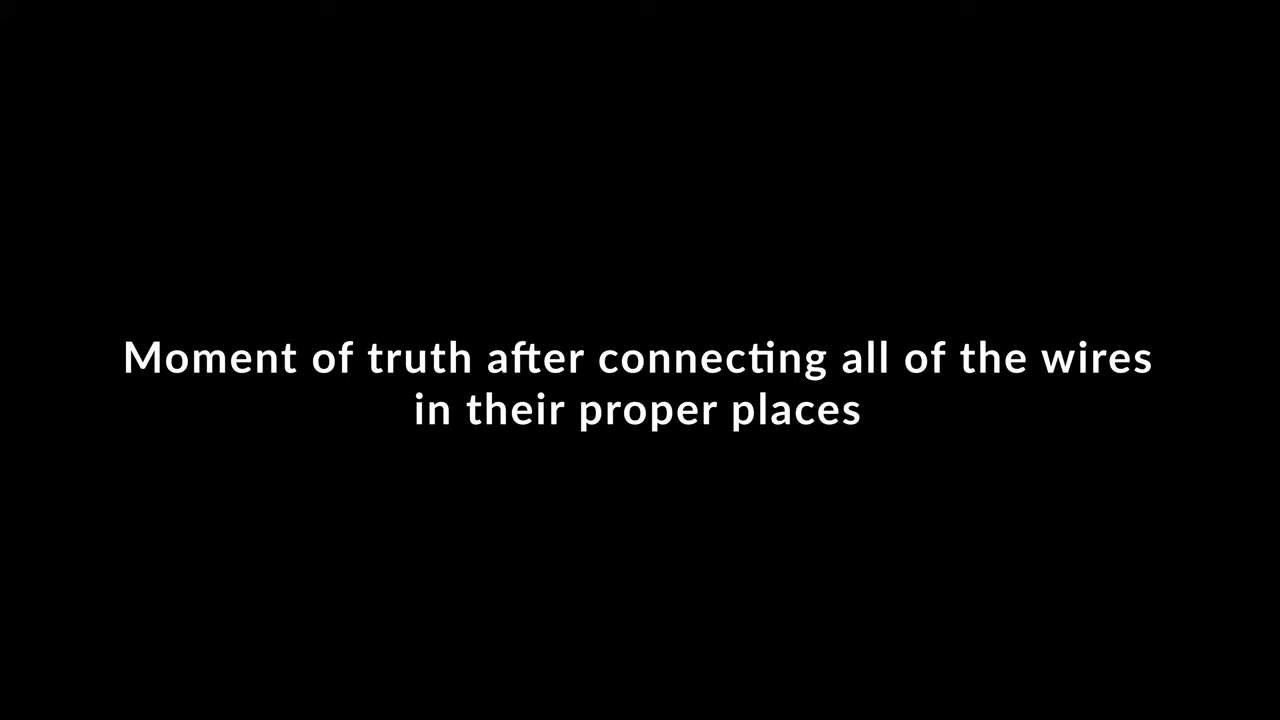 Moment of truth after connecting all of the wires
in their proper places